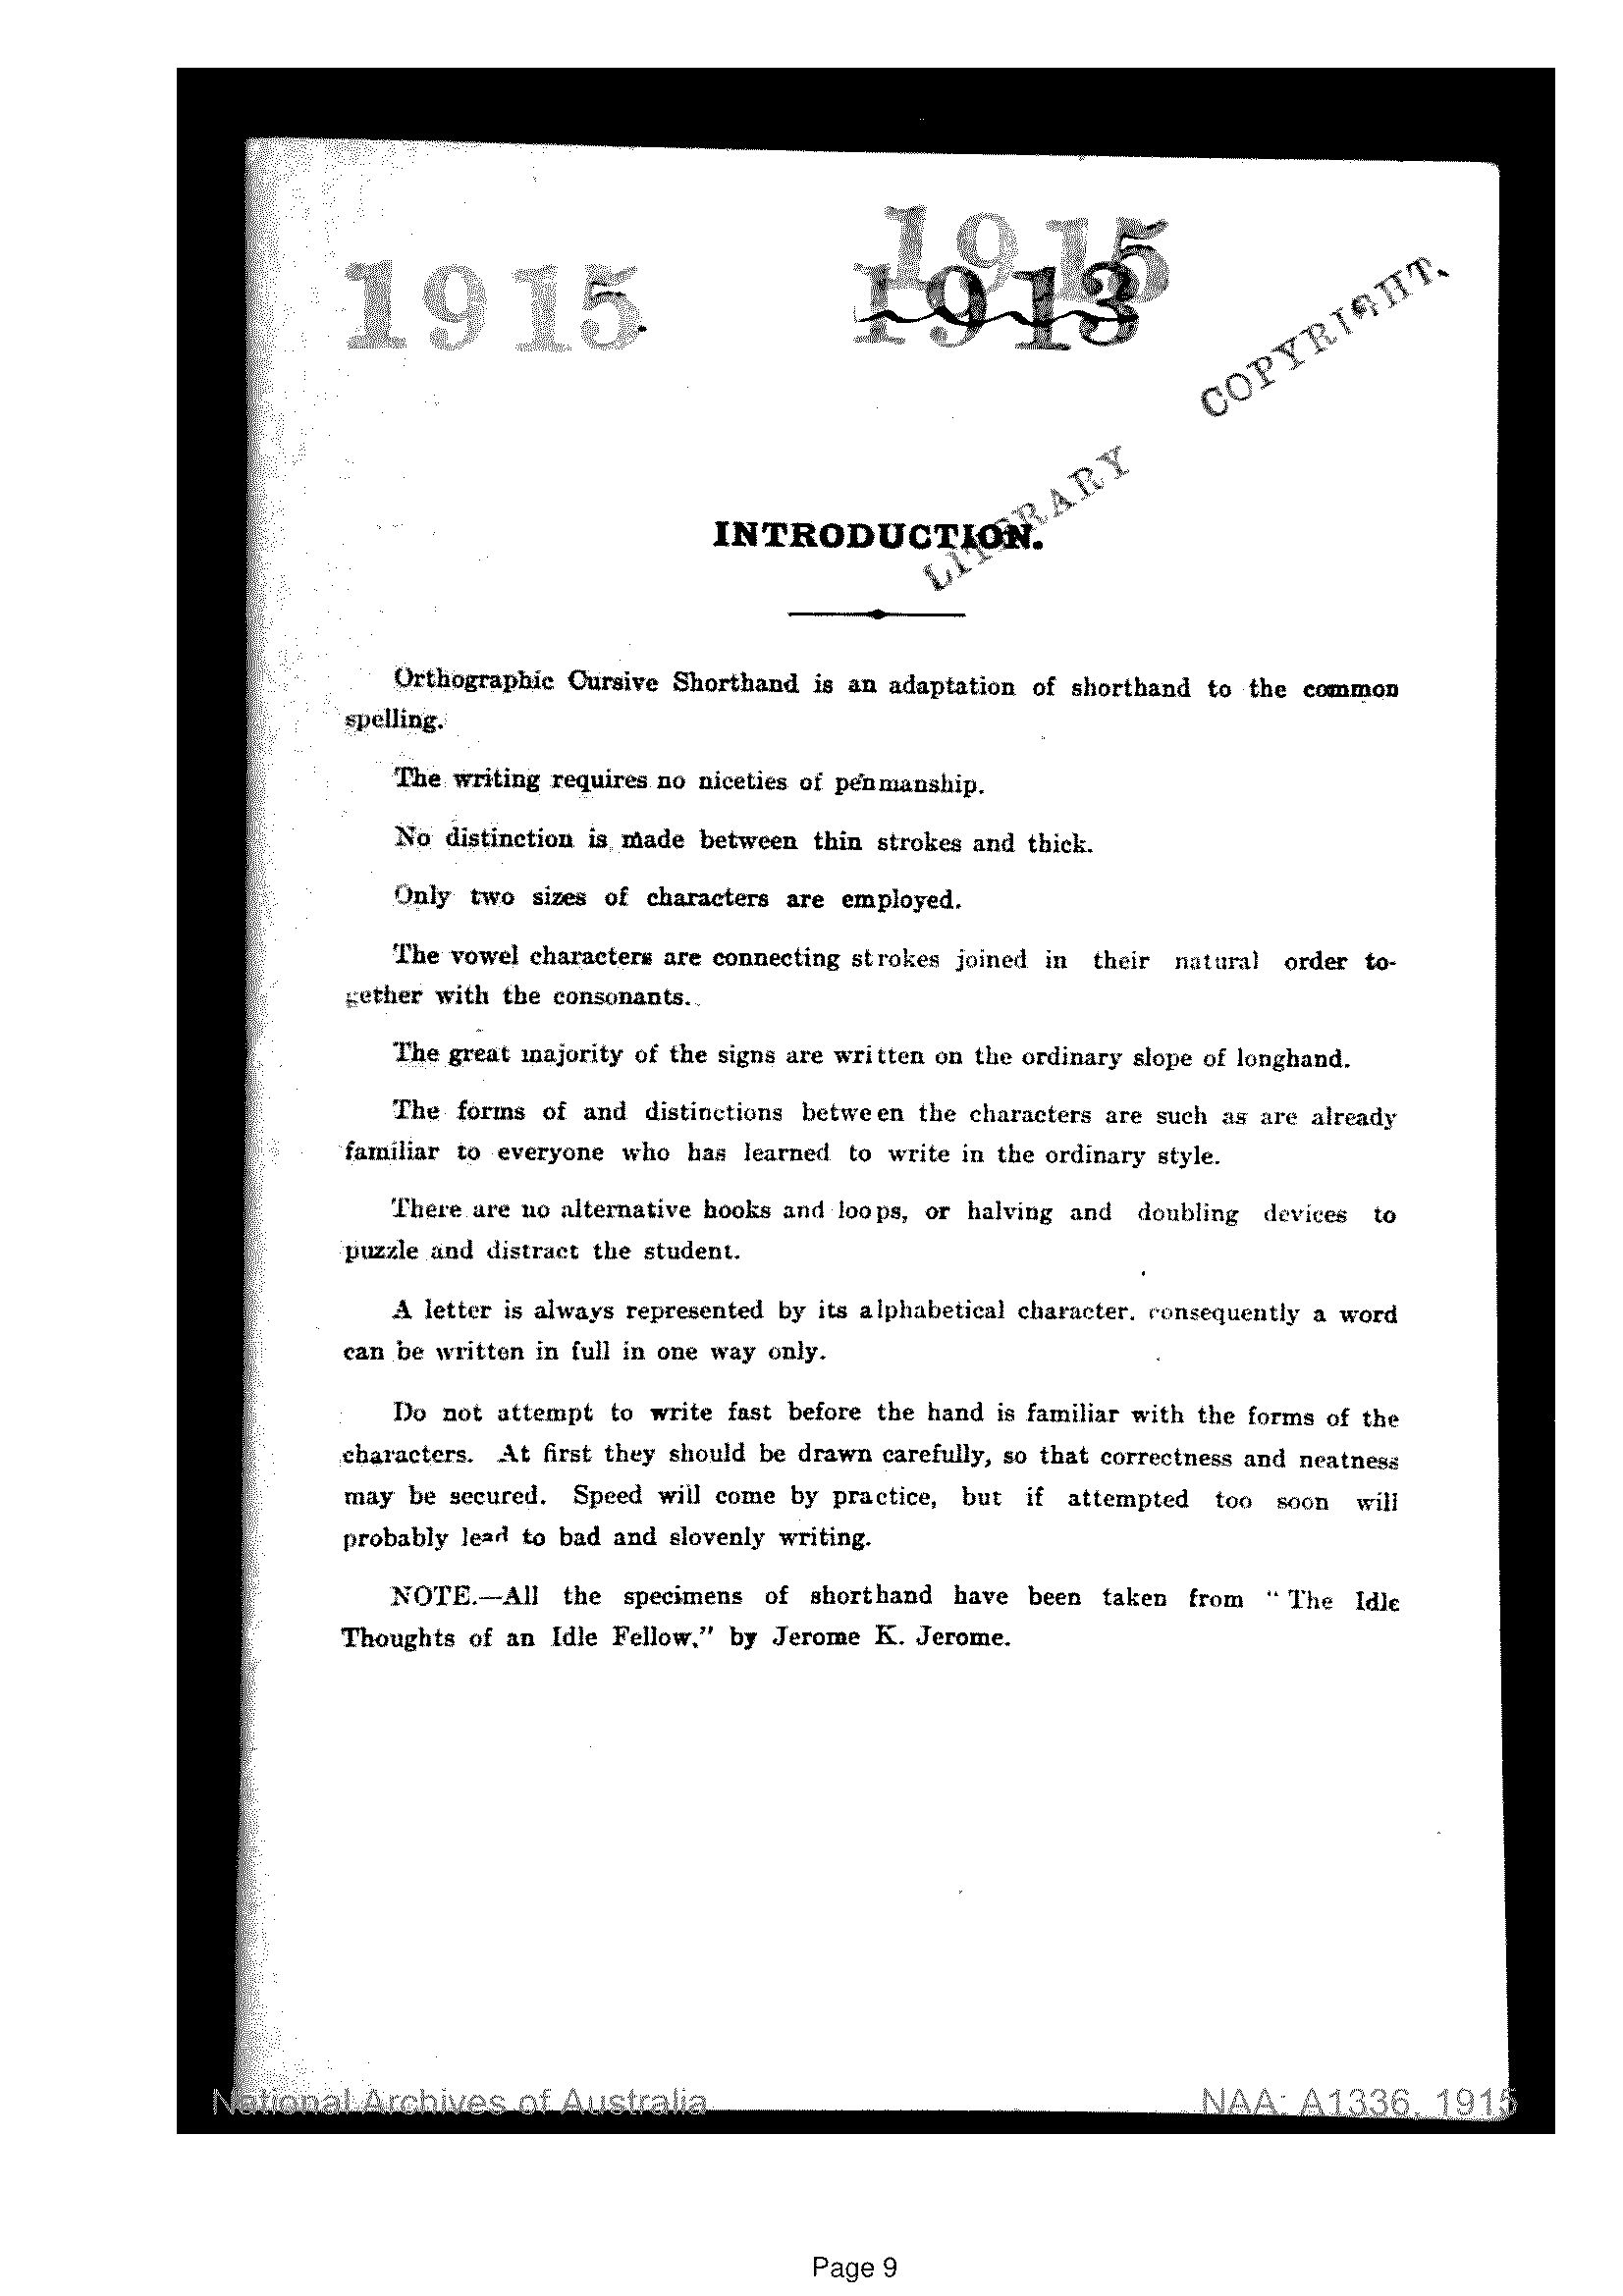 1915
1915
1913
COPYRIGHT.
LITERARY
INTRODUCTION.
Orthographic Cursive Shorthand is an adaptation of shorthand to the common
spelling.
The writing requires no niceties of penmanship.
No distinction is made between thin strokes and thick.
Only two sizes of characters are employed.
The vowel characters are connecting strokes joined in their natural order to-
gether with the consonants.
The great majority of the signs are written on the ordinary slope of longhand.
The forms of and distinctions between the characters are such as are already
familiar to everyone who has learned to write in the ordinary style.
There are no alternative hooks and loops, or halving and doubling devices to
puzzle and distract the student.
A letter is always represented by its alphabetical character. consequently a word
can be written in full in one way only.
Do not attempt to write fast before the hand is familiar with the forms of the
characters. At first they should be drawn carefully, so that correctness and neatness
may be secured. Speed will come by practice, but if attempted too soon will
probably lead to bad and slovenly writing.
NOTE.—All the specimens of shorthand have been taken from "The Idle
Thoughts of an Idle Fellow," by Jerome K. Jerome.
National Archives of Australia
NAA: A1336, 1915
Page 9